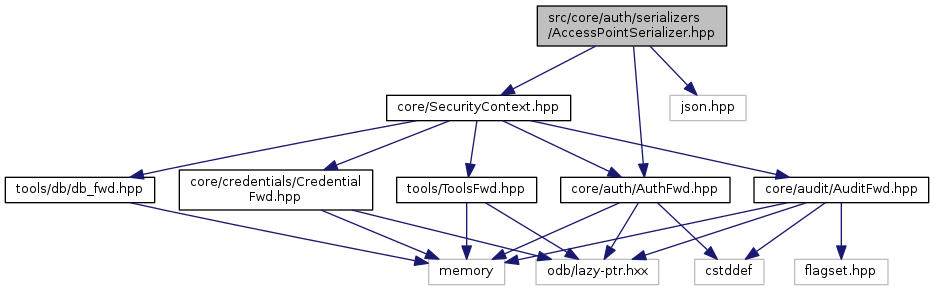 src/core/auth/serializers
/AccessPointSerializer.hpp
core/SecurityContext.hpp
json.hpp
tools/db/db_fwd.hpp
core/credentials/Credential
Fwd.hpp
tools/ToolsFwd.hpp
core/auth/AuthFwd.hpp
core/audit/AuditFwd.hpp
memory
odb/lazy-ptr.hxx
cstddef
flagset.hpp